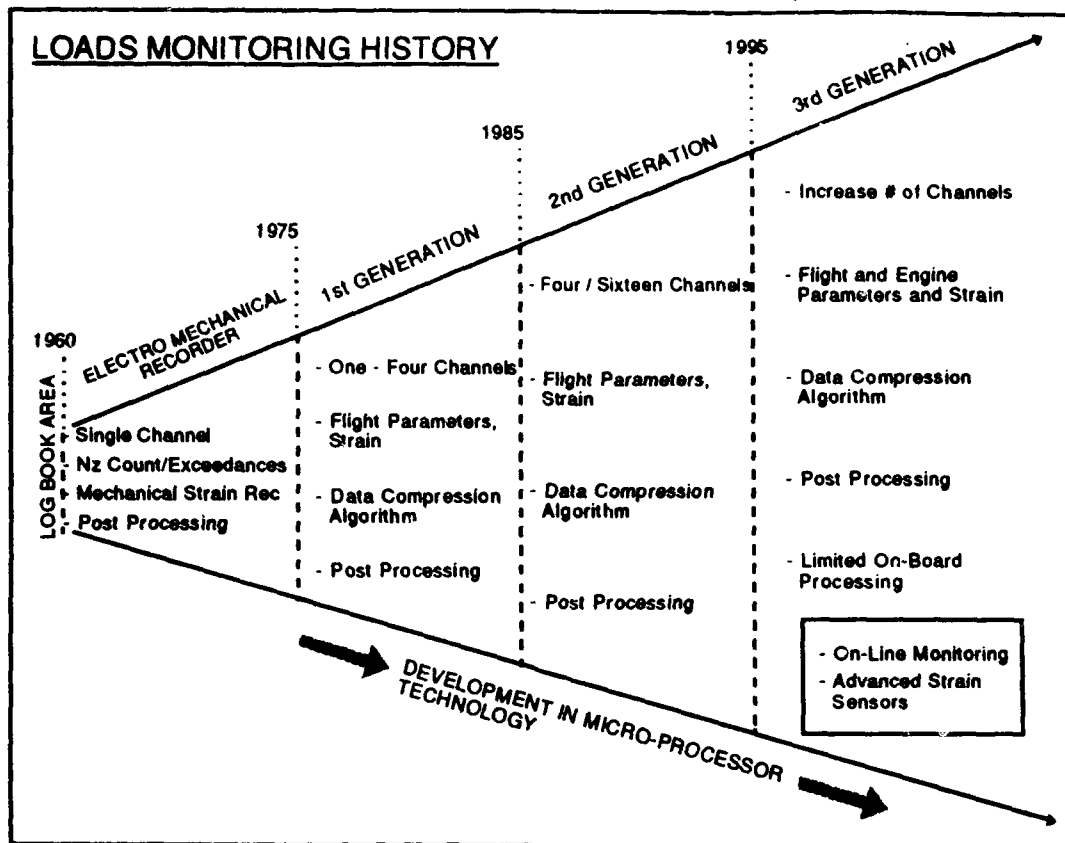 LOADS MONITORING HISTORY
1960
LOG BOOK AREA
ELECTRO MECHANICAL
RECORDER
- Single Channel
- Nz Count/Exceedances
- Mechanical Strain Rec
- Post Processing
1975
1st GENERATION
- One - Four Channels
- Flight Parameters,
Strain
- Data Compression
Algorithm
- Post Processing
1985
2nd GENERATION
- Four / Sixteen Channels
- Flight Parameters,
Strain
- Data Compression
Algorithm
- Post Processing
1995
3rd GENERATION
- Increase # of Channels
- Flight and Engine
Parameters and Strain
- Data Compression
Algorithm
- Post Processing
- Limited On-Board
Processing
- On-Line Monitoring
- Advanced Strain
Sensors
DEVELOPMENT IN MICRO-PROCESSOR
TECHNOLOGY